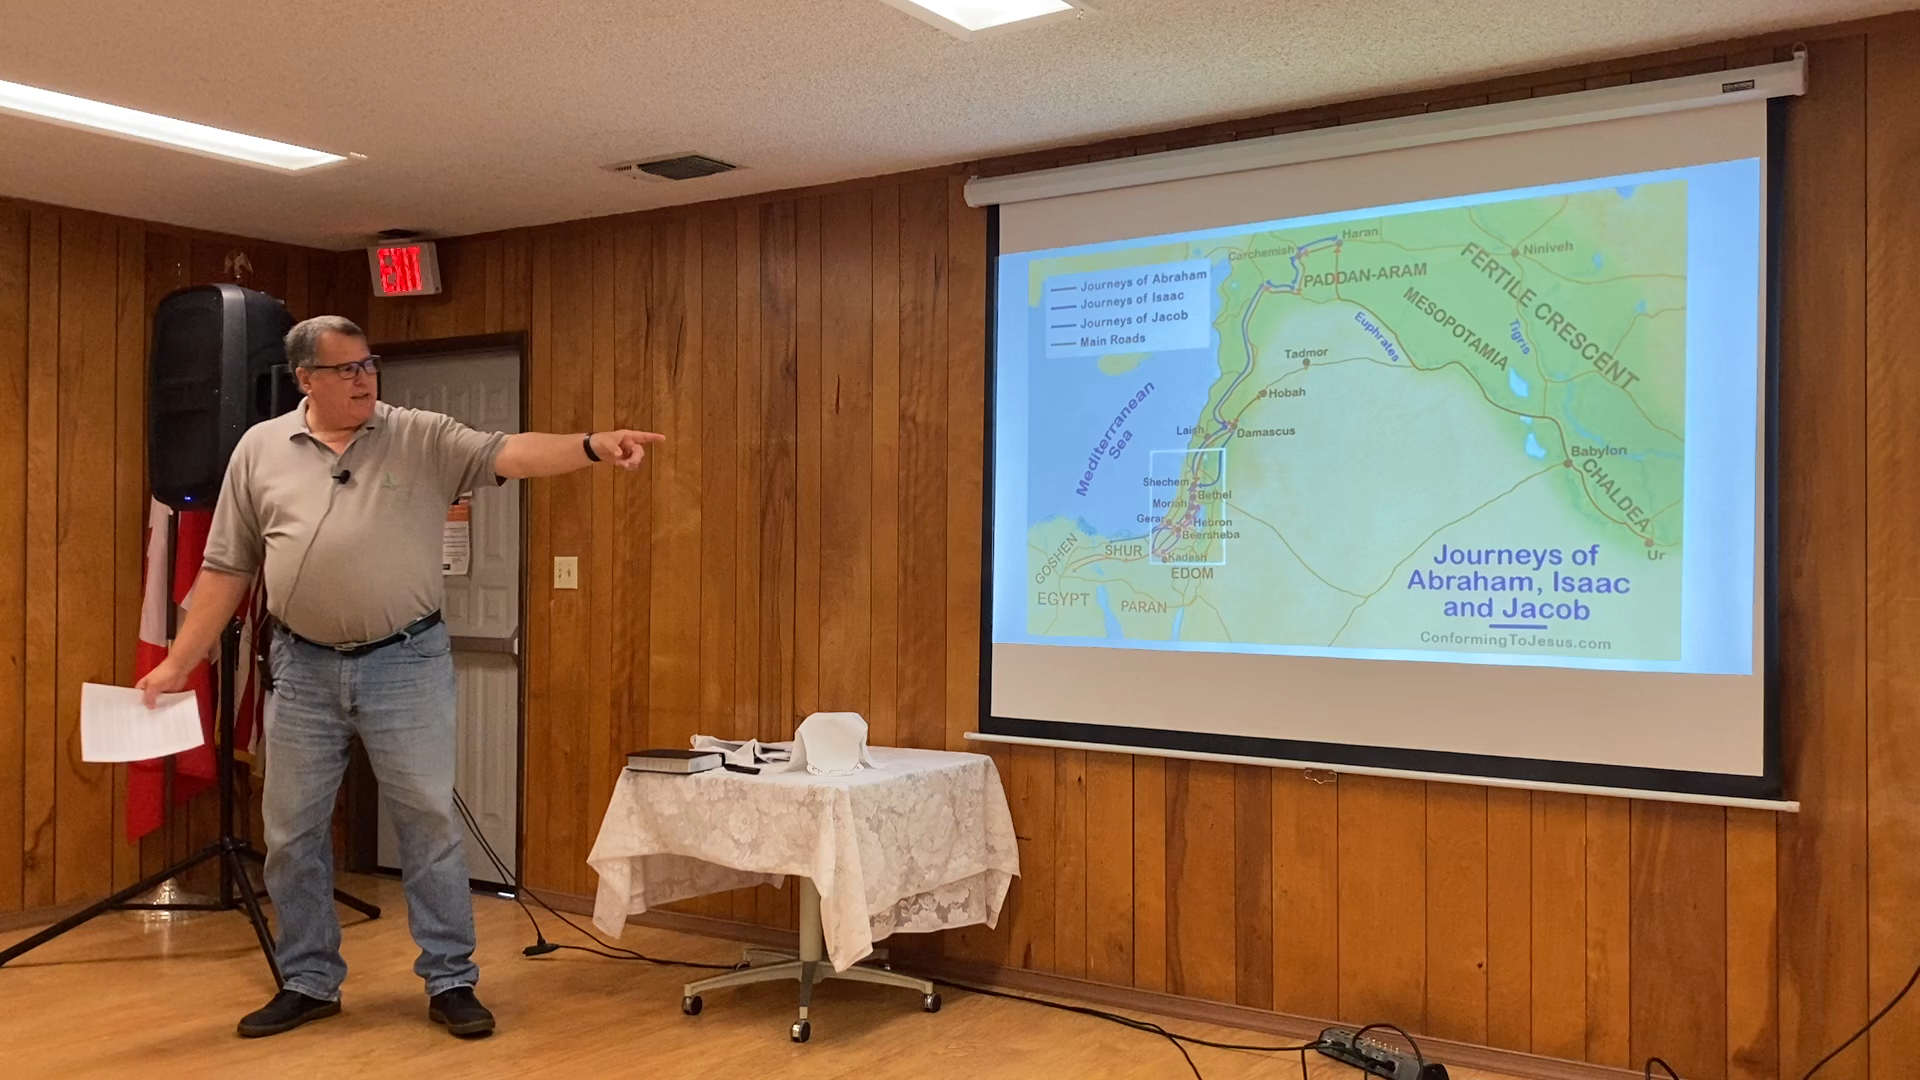 EXIT
Journeys of Abraham
Journeys of Isaac
Journeys of Jacob
Main Roads
Carchemish
Haran
Niniveh
PADDAN-ARAM
FERTILE CRESCENT
MESOPOTAMIA
Tigris
Euphrates
Tadmor
Hobah
Mediterranean
Sea
Laish
Damascus
Babylon
CHALDEA
Ur
Shechem
Bethel
Moriah
Gerar
Hebron
Beersheba
Kadesh
GOSHEN
SHUR
EDOM
EGYPT
PARAN
Journeys of
Abraham, Isaac
and Jacob
ConformingToJesus.com